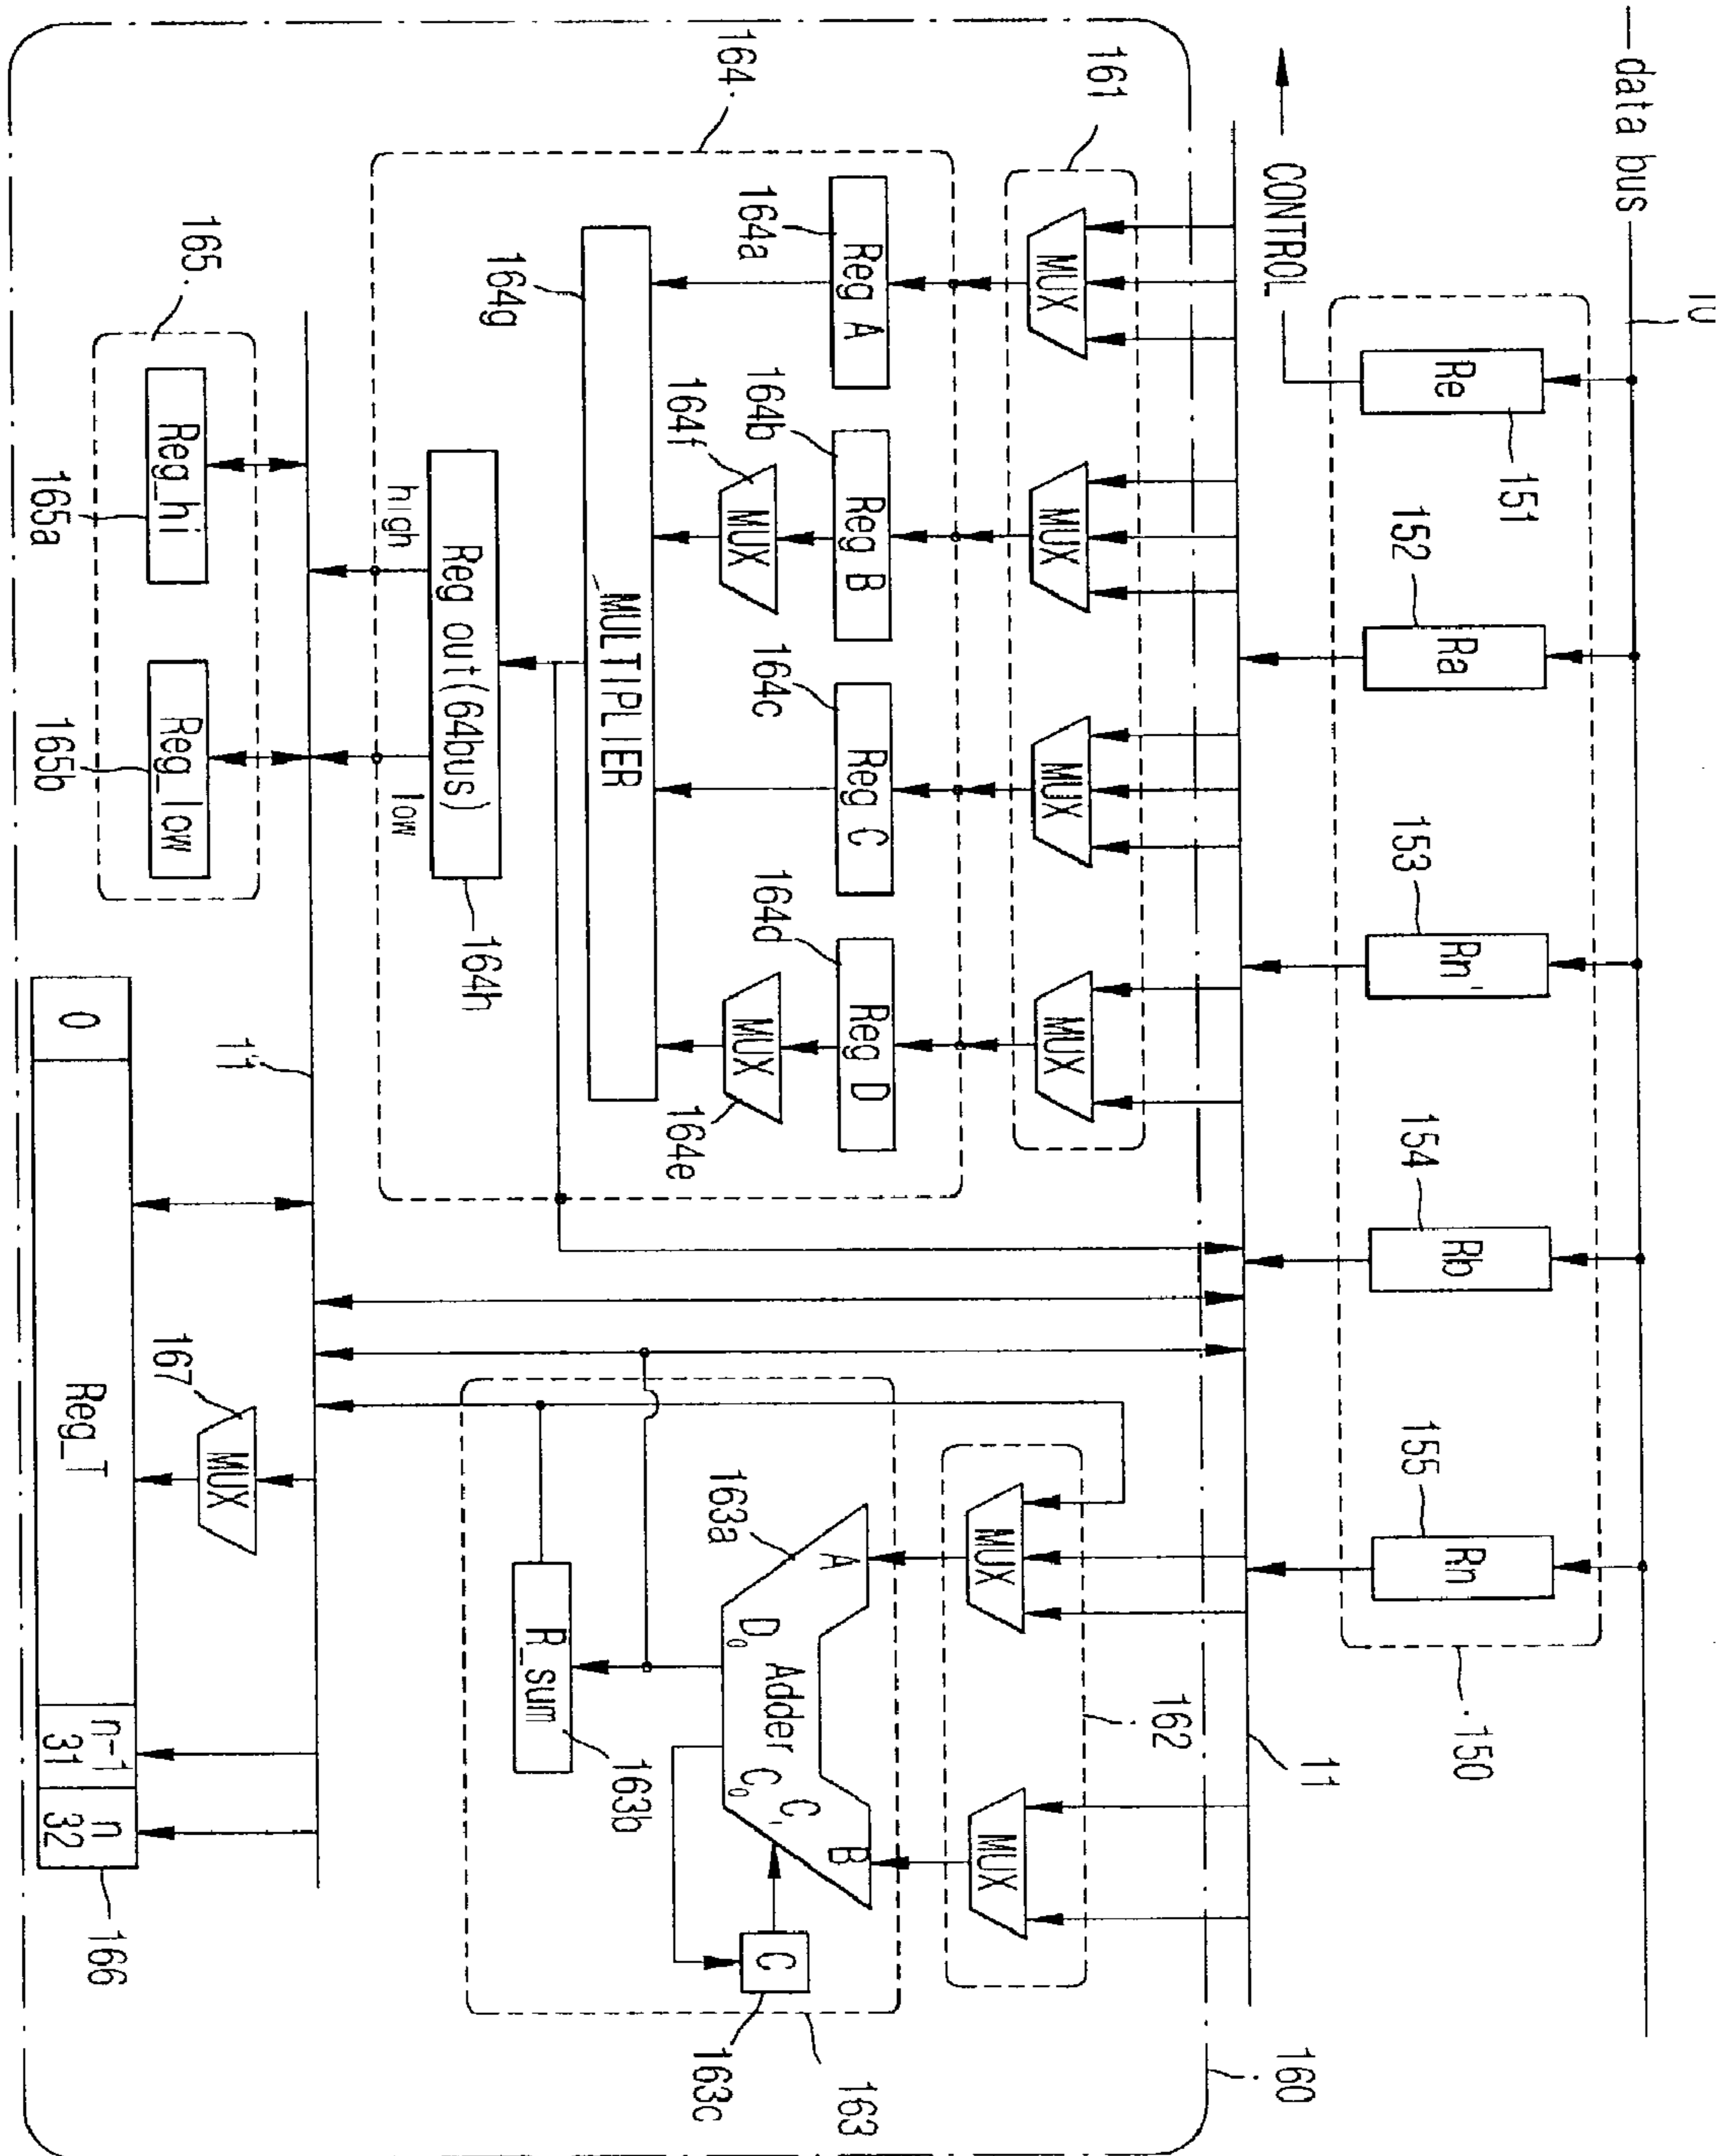 data bus
10
Re
151
152
Ra
153
Rn'
154
Rb
155
Rn
150
CONTROL
11
160
161
MUX
MUX
MUX
MUX
162
MUX
MUX
164
164a
Reg A
164b
Reg B
164c
Reg C
164d
Reg D
164f
MUX
MUX
164e
164g
MULTIPLIER
Reg out(64bus)
164h
high
low
163
163a
A
B
D0 Adder C0
Ci
C
163c
R_sum
163b
11
165
Reg_hi
165a
Reg_low
165b
167
MUX
0
Reg_T
n-1
31
n
32
166